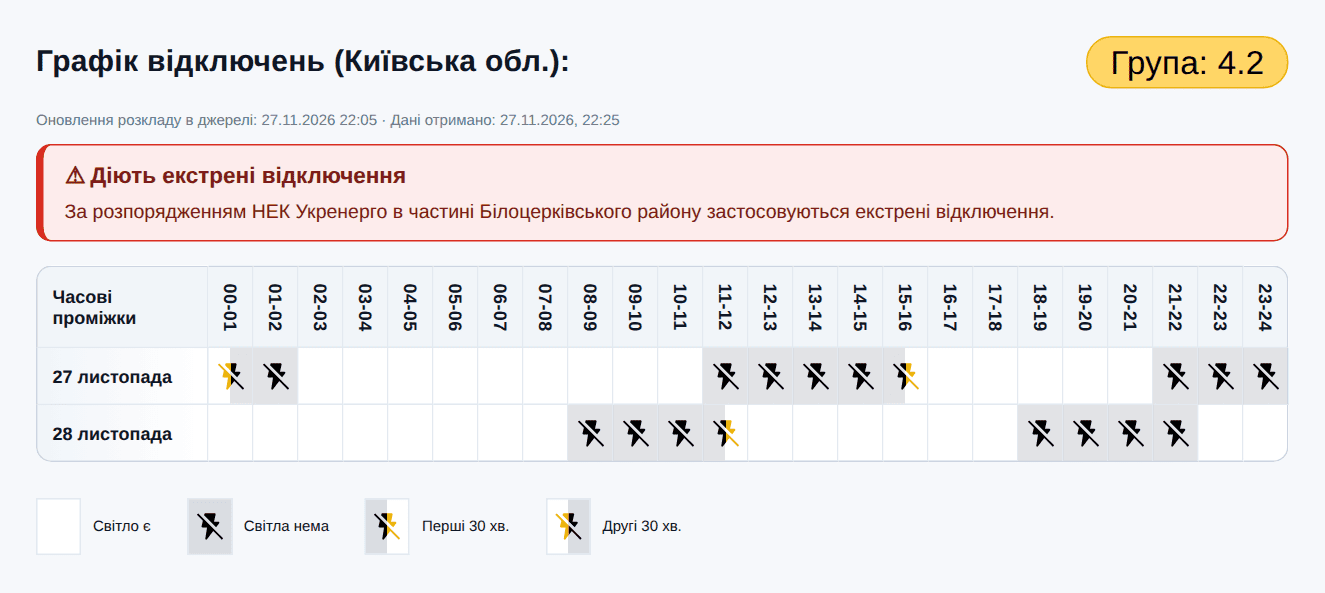 Графік відключень (Київська обл.):
Група: 4.2
Оновлення розкладу в джерелі: 27.11.2026 22:05 · Дані отримано: 27.11.2026, 22:25
⚠ Діють екстрені відключення
За розпорядженням НЕК Укренерго в частині Білоцерківського району застосовуються екстрені відключення.
Часові проміжки 00-01 01-02 02-03 03-04 04-05 05-06 06-07 07-08 08-09 09-10 10-11 11-12 12-13 13-14 14-15 15-16 16-17 17-18 18-19 19-20 20-21 21-22 22-23 23-24
27 листопада
28 листопада
Світло є Світла нема Перші 30 хв. Другі 30 хв.